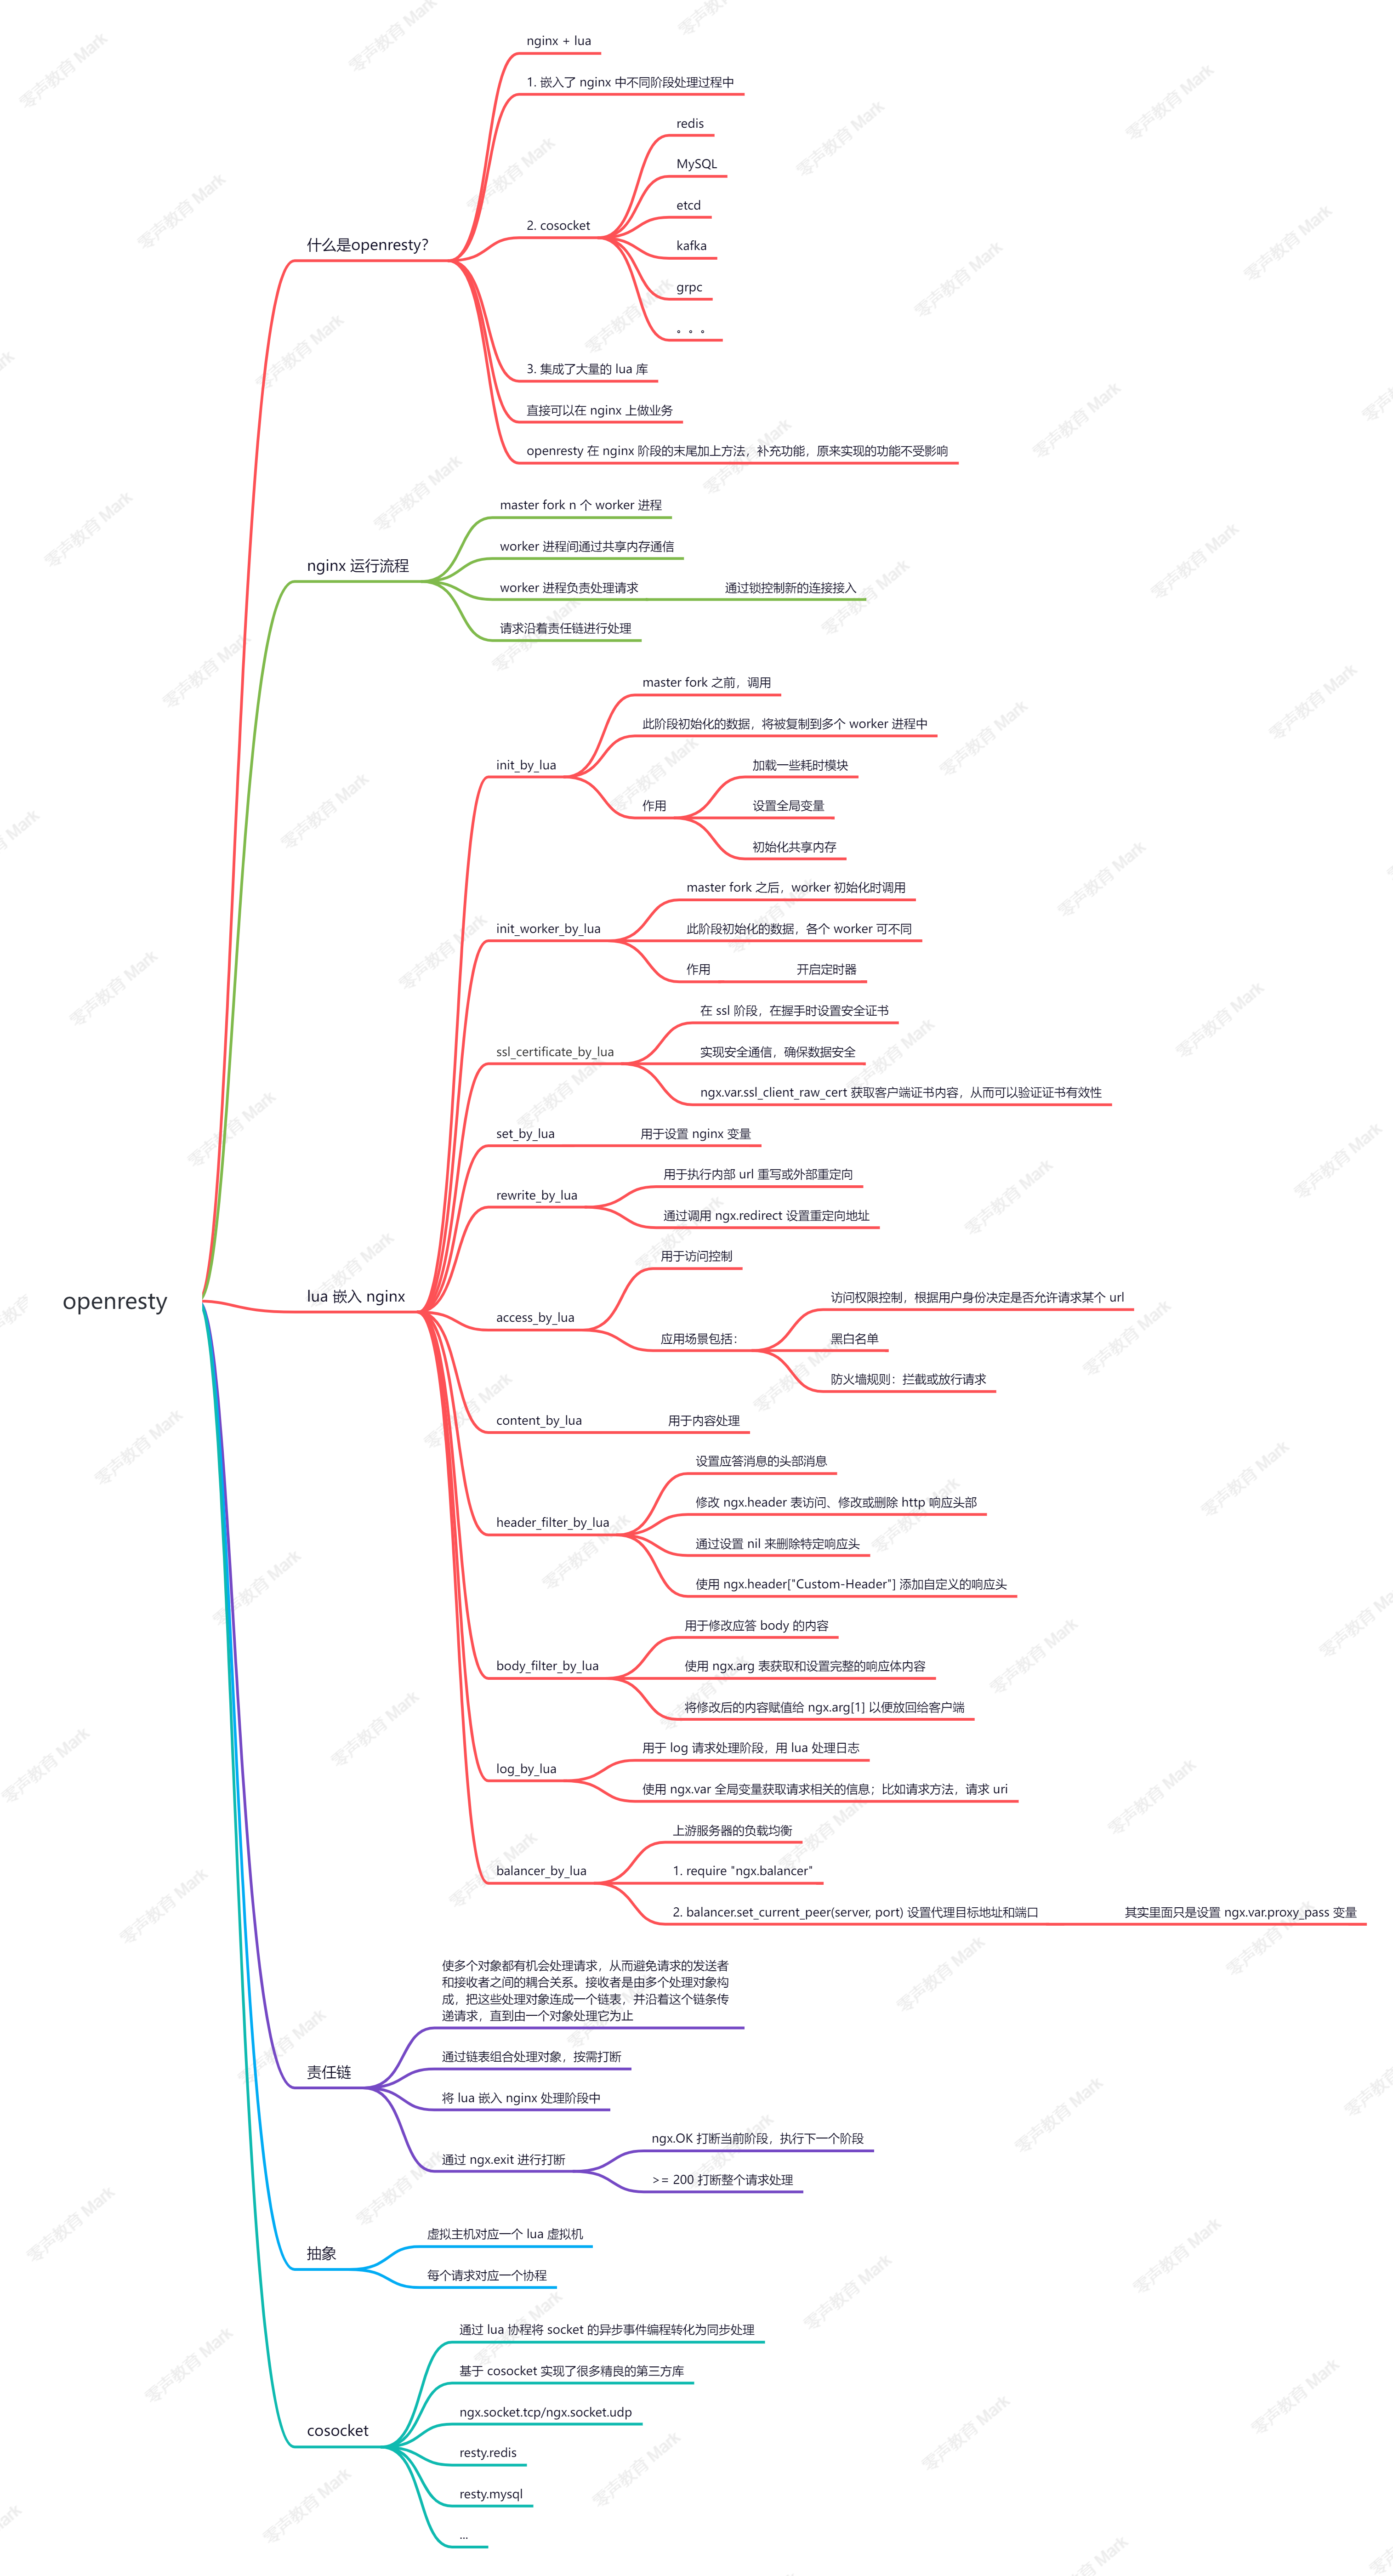 nginx + lua
1. 嵌入了 nginx 中不同阶段处理过程中
redis
MySQL
etcd
2. cosocket
kafka
什么是openresty？
grpc
。。。
3. 集成了大量的 lua 库
直接可以在 nginx 上做业务
openresty 在 nginx 阶段的末尾加上方法，补充功能，原来实现的功能不受影响
master fork n 个 worker 进程
worker 进程间通过共享内存通信
nginx 运行流程
worker 进程负责处理请求
通过锁控制新的连接接入
请求沿着责任链进行处理
master fork 之前，调用
此阶段初始化的数据，将被复制到多个 worker 进程中
init_by_lua
加载一些耗时模块
作用
设置全局变量
初始化共享内存
master fork 之后，worker 初始化时调用
init_worker_by_lua
此阶段初始化的数据，各个 worker 可不同
作用
开启定时器
在 ssl 阶段，在握手时设置安全证书
ssl_certificate_by_lua
实现安全通信，确保数据安全
ngx.var.ssl_client_raw_cert 获取客户端证书内容，从而可以验证证书有效性
set_by_lua
用于设置 nginx 变量
用于执行内部 url 重写或外部重定向
rewrite_by_lua
通过调用 ngx.redirect 设置重定向地址
openresty
lua 嵌入 nginx
用于访问控制
access_by_lua
应用场景包括：
访问权限控制，根据用户身份决定是否允许请求某个 url
黑白名单
防火墙规则：拦截或放行请求
content_by_lua
用于内容处理
设置应答消息的头部消息
修改 ngx.header 表访问、修改或删除 http 响应头部
header_filter_by_lua
通过设置 nil 来删除特定响应头
使用 ngx.header["Custom-Header"] 添加自定义的响应头
用于修改应答 body 的内容
body_filter_by_lua
使用 ngx.arg 表获取和设置完整的响应体内容
将修改后的内容赋值给 ngx.arg[1] 以便放回给客户端
用于 log 请求处理阶段，用 lua 处理日志
log_by_lua
使用 ngx.var 全局变量获取请求相关的信息；比如请求方法，请求 uri
上游服务器的负载均衡
balancer_by_lua
1. require "ngx.balancer"
2. balancer.set_current_peer(server, port) 设置代理目标地址和端口
其实里面只是设置 ngx.var.proxy_pass 变量
使多个对象都有机会处理请求，从而避免请求的发送者
和接收者之间的耦合关系。接收者是由多个处理对象构
成，把这些处理对象连成一个链表，并沿着这个链条传
递请求，直到由一个对象处理它为止
责任链
通过链表组合处理对象，按需打断
将 lua 嵌入 nginx 处理阶段中
通过 ngx.exit 进行打断
ngx.OK 打断当前阶段，执行下一个阶段
>= 200 打断整个请求处理
抽象
虚拟主机对应一个 lua 虚拟机
每个请求对应一个协程
通过 lua 协程将 socket 的异步事件编程转化为同步处理
基于 cosocket 实现了很多精良的第三方库
ngx.socket.tcp/ngx.socket.udp
cosocket
resty.redis
resty.mysql
...
零声教育 Mark